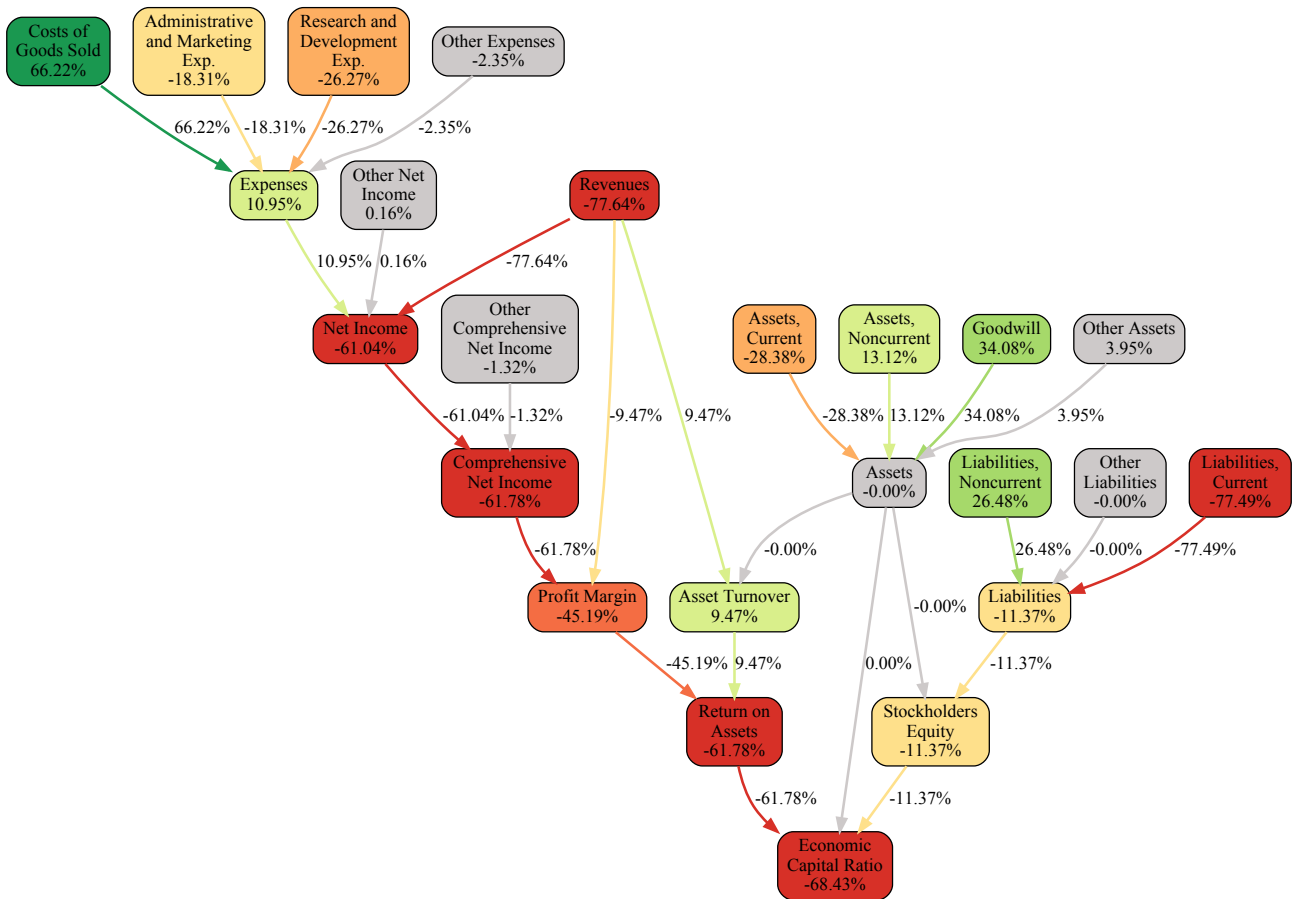 Costs of
Goods Sold
66.22%
Administrative
and Marketing
Exp.
-18.31%
Research and
Development
Exp.
-26.27%
Other Expenses
-2.35%
66.22%
-18.31%
-26.27%
-2.35%
Expenses
10.95%
Other Net
Income
0.16%
Revenues
-77.64%
10.95%
0.16%
-77.64%
Net Income
-61.04%
Other
Comprehensive
Net Income
-1.32%
Assets,
Current
-28.38%
Assets,
Noncurrent
13.12%
Goodwill
34.08%
Other Assets
3.95%
-61.04%
-1.32%
-9.47%
9.47%
-28.38%
13.12%
34.08%
3.95%
Comprehensive
Net Income
-61.78%
Assets
-0.00%
Liabilities,
Noncurrent
26.48%
Other
Liabilities
-0.00%
Liabilities,
Current
-77.49%
-61.78%
-0.00%
26.48%
-0.00%
-77.49%
Profit Margin
-45.19%
Asset Turnover
9.47%
-0.00%
Liabilities
-11.37%
-45.19%
9.47%
0.00%
-11.37%
Return on
Assets
-61.78%
Stockholders
Equity
-11.37%
-61.78%
-11.37%
Economic
Capital Ratio
-68.43%